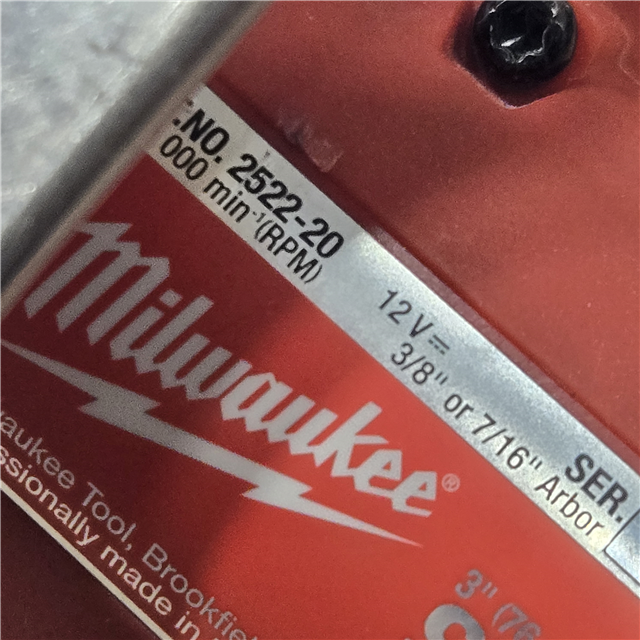 .NO. 2522-20
000 min⁻¹(RPM)
12 V⎓
3/8" or 7/16" Arbor
SER.
Milwaukee®
aukee Tool, Brookfie
ssionally made in
3" (76